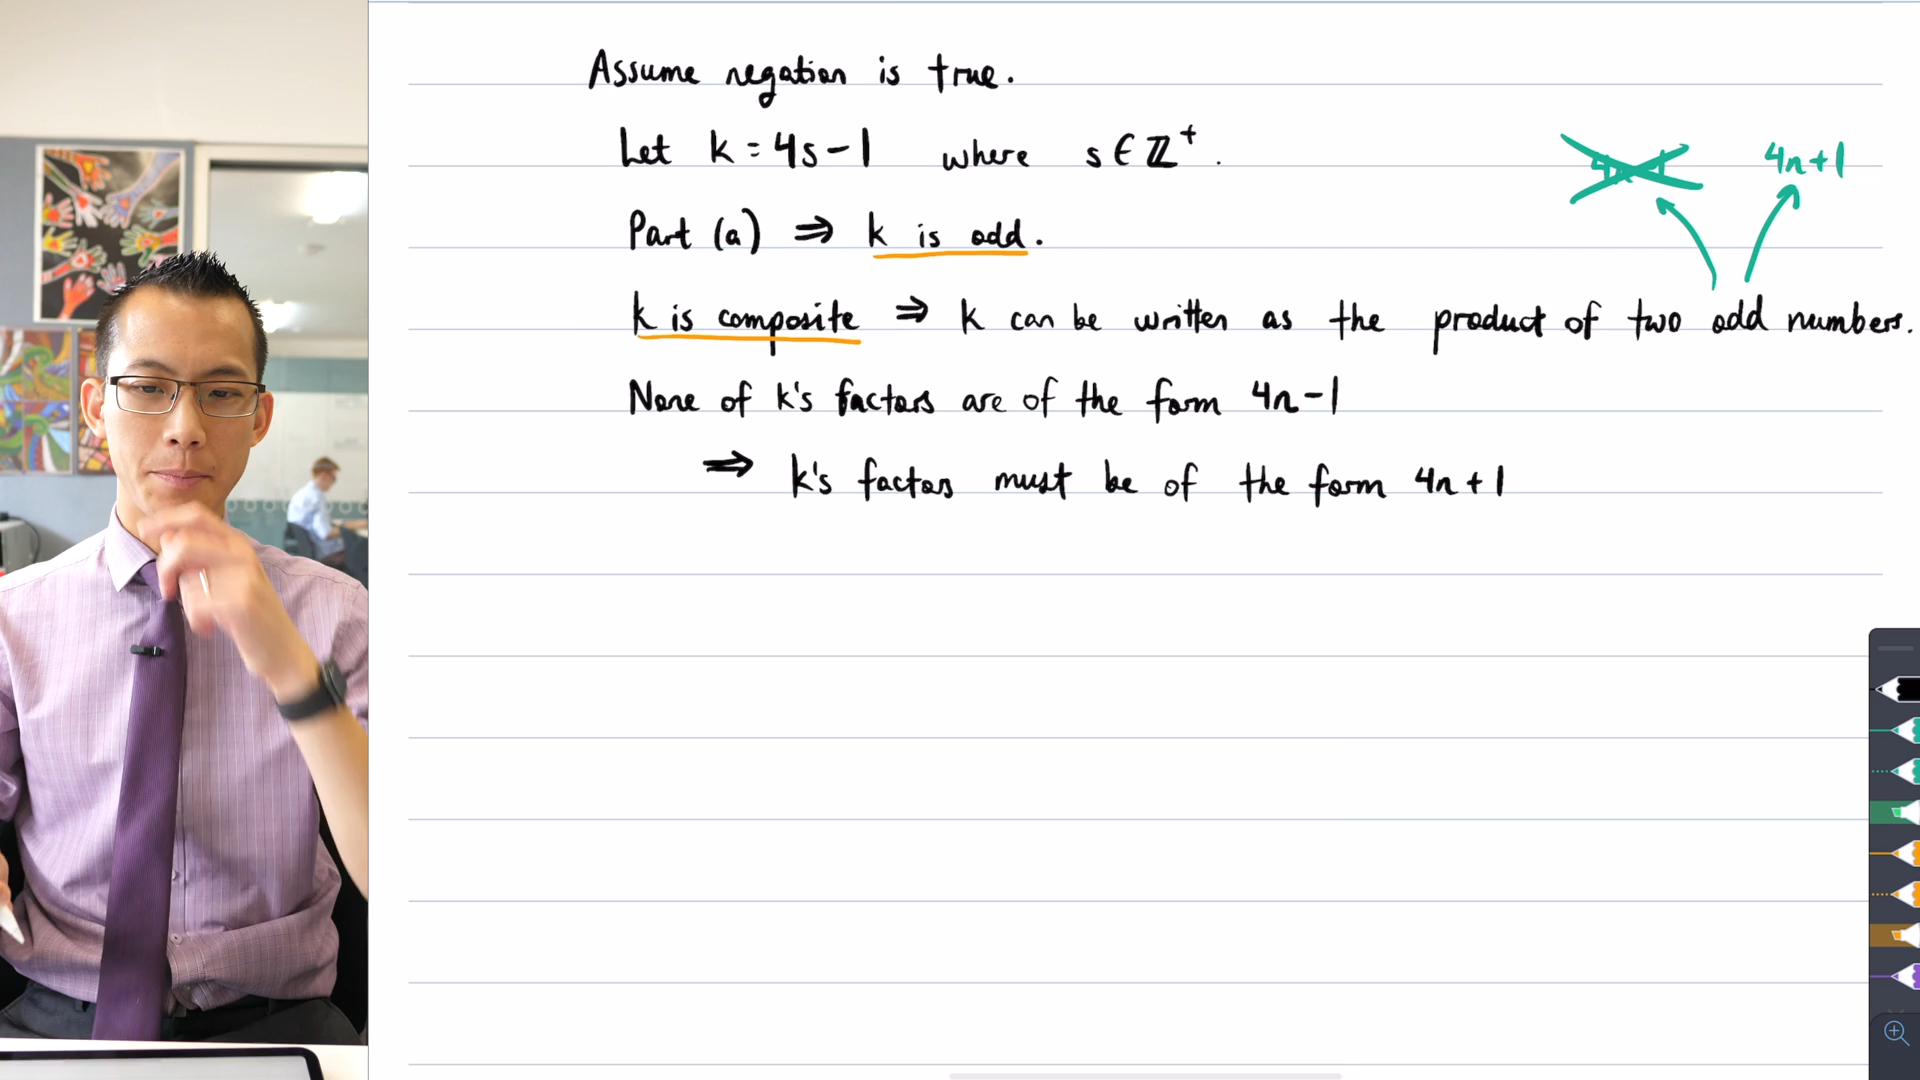 Assume negation is true.
Let k = 4s - 1 where s ∈ ℤ⁺.
4n+1
Part (a) ⇒ k is odd.
k is composite ⇒ k can be written as the product of two odd numbers.
None of k's factors are of the form 4n-1
⇒ k's factors must be of the form 4n+1